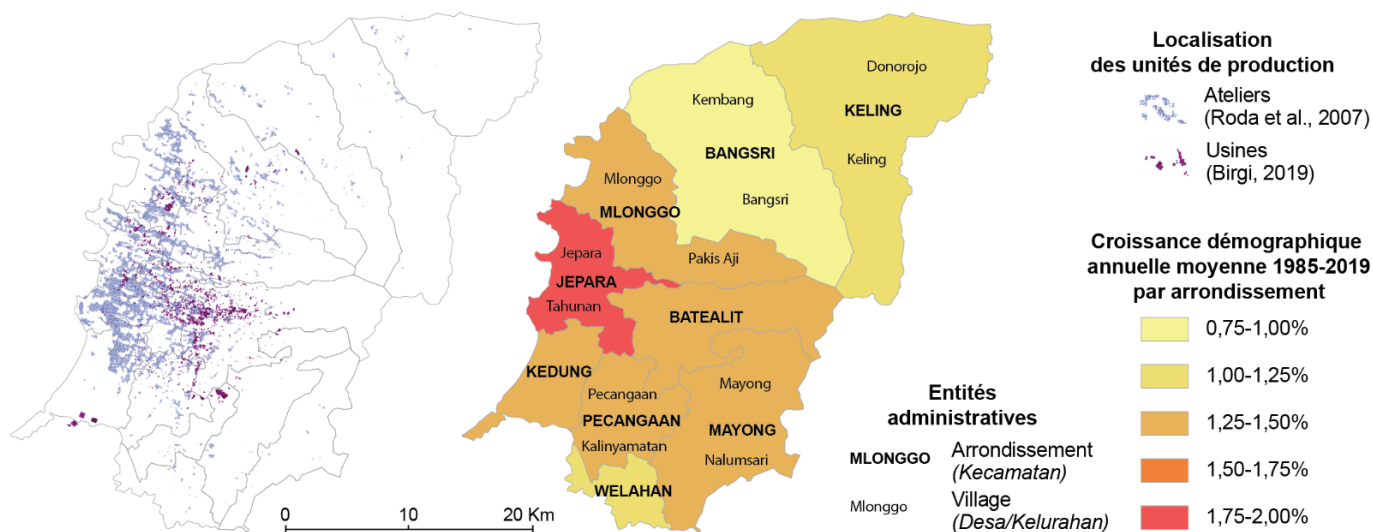 Donorojo
KELING
Keling
Kembang
BANGSRI
Bangsri
Mlonggo
MLONGGO
Pakis Aji
Jepara
JEPARA
Tahunan
BATEALIT
KEDUNG
Pecangaan
PECANGAAN
Kalinyamatan
Mayong
MAYONG
Nalumsari
WELAHAN
0
10
20 Km
Localisation
des unités de production
Ateliers
(Roda et al., 2007)
Usines
(Birgi, 2019)
Croissance démographique
annuelle moyenne 1985-2019
par arrondissement
0,75-1,00%
1,00-1,25%
1,25-1,50%
1,50-1,75%
1,75-2,00%
Entités
administratives
MLONGGO Arrondissement
(Kecamatan)
Mlonggo Village
(Desa/Kelurahan)